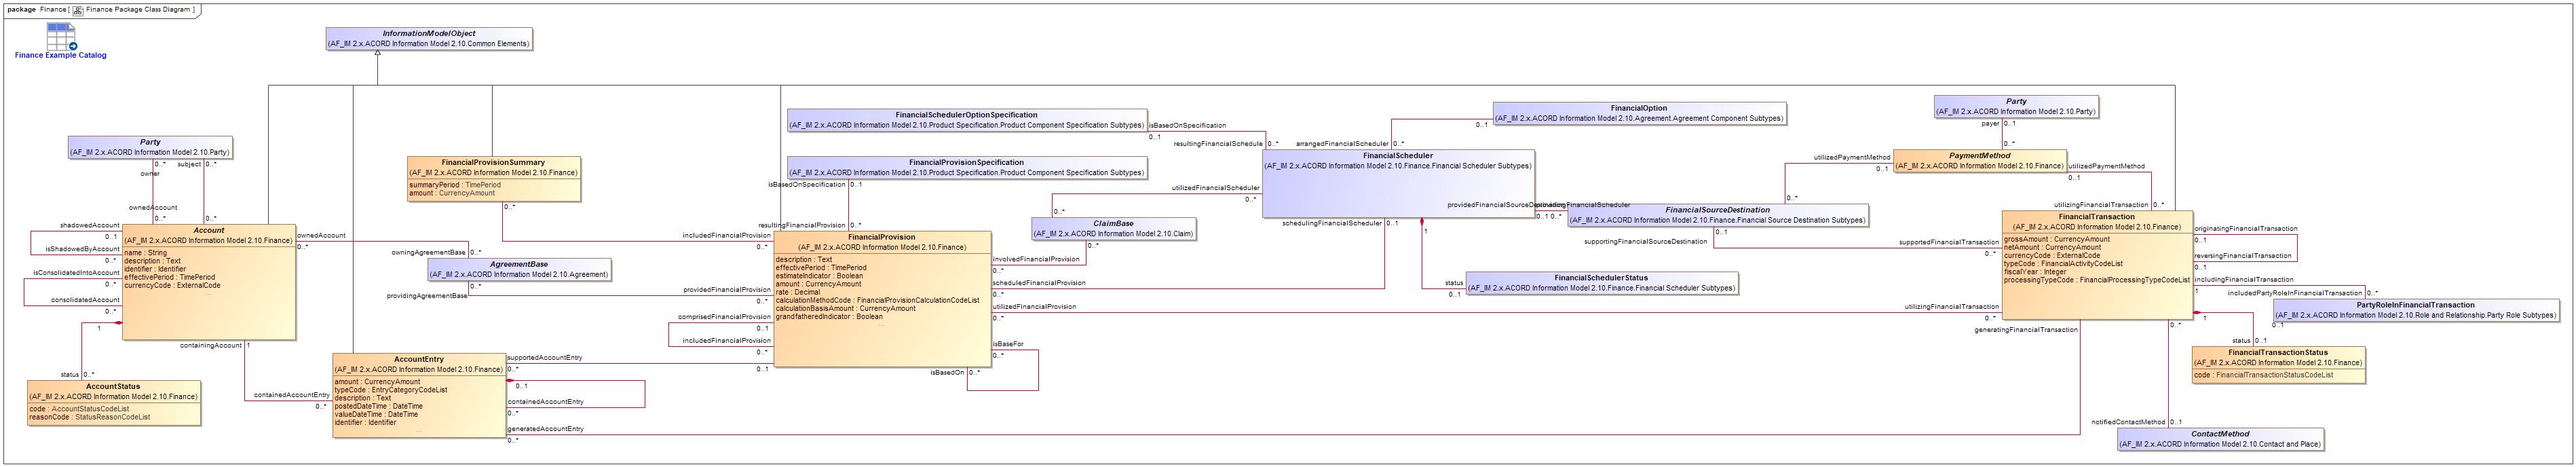 package Finance [ Finance Package Class Diagram ]
Finance Example Catalog
InformationModelObject
(AF_IM 2.x.ACORD Information Model 2.10.Common Elements)
Party
(AF_IM 2.x.ACORD Information Model 2.10.Party)
0..*
subject 0..*
owner
ownedAccount
0..*
0..*
shadowedAccount
0..1
isShadowedByAccount
0..*
isConsolidatedIntoAccount
0..*
consolidatedAccount
0..*
Account
(AF_IM 2.x.ACORD Information Model 2.10.Finance)
name : String
description : Text
identifier : Identifier
effectivePeriod : TimePeriod
currencyCode : ExternalCode
...
1
status 0..*
AccountStatus
(AF_IM 2.x.ACORD Information Model 2.10.Finance)
code : AccountStatusCodeList
reasonCode : StatusReasonCodeList
containingAccount 1
containedAccountEntry
0..*
ownedAccount
0..*
owningAgreementBase 0..*
AgreementBase
(AF_IM 2.x.ACORD Information Model 2.10.Agreement)
providingAgreementBase 0..*
providedFinancialProvision
0..*
FinancialProvisionSummary
(AF_IM 2.x.ACORD Information Model 2.10.Finance)
summaryPeriod : TimePeriod
amount : CurrencyAmount
0..*
includedFinancialProvision
0..*
AccountEntry
(AF_IM 2.x.ACORD Information Model 2.10.Finance)
amount : CurrencyAmount
typeCode : EntryCategoryCodeList
description : Text
postedDateTime : DateTime
valueDateTime : DateTime
identifier : Identifier
...
supportedAccountEntry
0..*
0..1
0..1
containedAccountEntry
0..*
generatedAccountEntry
0..*
comprisedFinancialProvision
0..1
includedFinancialProvision
0..*
FinancialSchedulerOptionSpecification
(AF_IM 2.x.ACORD Information Model 2.10.Product Specification.Product Component Specification Subtypes)
isBasedOnSpecification
0..1
resultingFinancialSchedule 0..*
FinancialProvisionSpecification
(AF_IM 2.x.ACORD Information Model 2.10.Product Specification.Product Component Specification Subtypes)
isBasedOnSpecification 0..1
resultingFinancialProvision 0..*
FinancialProvision
(AF_IM 2.x.ACORD Information Model 2.10.Finance)
description : Text
effectivePeriod : TimePeriod
estimateIndicator : Boolean
amount : CurrencyAmount
rate : Decimal
calculationMethodCode : FinancialProvisionCalculationCodeList
calculationBasisAmount : CurrencyAmount
grandfatheredIndicator : Boolean
...
isBaseFor
0..*
isBasedOn 0..*
utilizedFinancialScheduler
0..*
0..*
ClaimBase
(AF_IM 2.x.ACORD Information Model 2.10.Claim)
0..*
involvedFinancialProvision
0..*
scheduledFinancialProvision
0..*
utilizedFinancialProvision
0..*
FinancialOption
(AF_IM 2.x.ACORD Information Model 2.10.Agreement.Agreement Component Subtypes)
0..1
arrangedFinancialScheduler 0..*
FinancialScheduler
(AF_IM 2.x.ACORD Information Model 2.10.Finance.Financial Scheduler Subtypes)
schedulingFinancialScheduler 0..1
1
status
0..1
FinancialSchedulerStatus
(AF_IM 2.x.ACORD Information Model 2.10.Finance.Financial Scheduler Subtypes)
0..1 0..*
FinancialSourceDestination
(AF_IM 2.x.ACORD Information Model 2.10.Finance.Financial Source Destination Subtypes)
0..1
supportingFinancialSourceDestination
supportedFinancialTransaction
0..*
utilizedPaymentMethod
0..1
0..*
Party
(AF_IM 2.x.ACORD Information Model 2.10.Party)
payer 0..1
0..*
PaymentMethod
(AF_IM 2.x.ACORD Information Model 2.10.Finance)
utilizedPaymentMethod
0..1
utilizingFinancialTransaction 0..*
FinancialTransaction
(AF_IM 2.x.ACORD Information Model 2.10.Finance)
grossAmount : CurrencyAmount
netAmount : CurrencyAmount
currencyCode : ExternalCode
typeCode : FinancialActivityCodeList
fiscalYear : Integer
processingTypeCode : FinancialProcessingTypeCodeList
originatingFinancialTransaction
0..1
reversingFinancialTransaction
0..1
includingFinancialTransaction
1
includedPartyRoleInFinancialTransaction 0..*
PartyRoleInFinancialTransaction
(AF_IM 2.x.ACORD Information Model 2.10.Role and Relationship.Party Role Subtypes)
0..1
1
status 0..1
FinancialTransactionStatus
(AF_IM 2.x.ACORD Information Model 2.10.Finance)
code : FinancialTransactionStatusCodeList
utilizingFinancialTransaction
0..*
generatingFinancialTransaction
0..*
notifiedContactMethod 0..1
ContactMethod
(AF_IM 2.x.ACORD Information Model 2.10.Contact and Place)